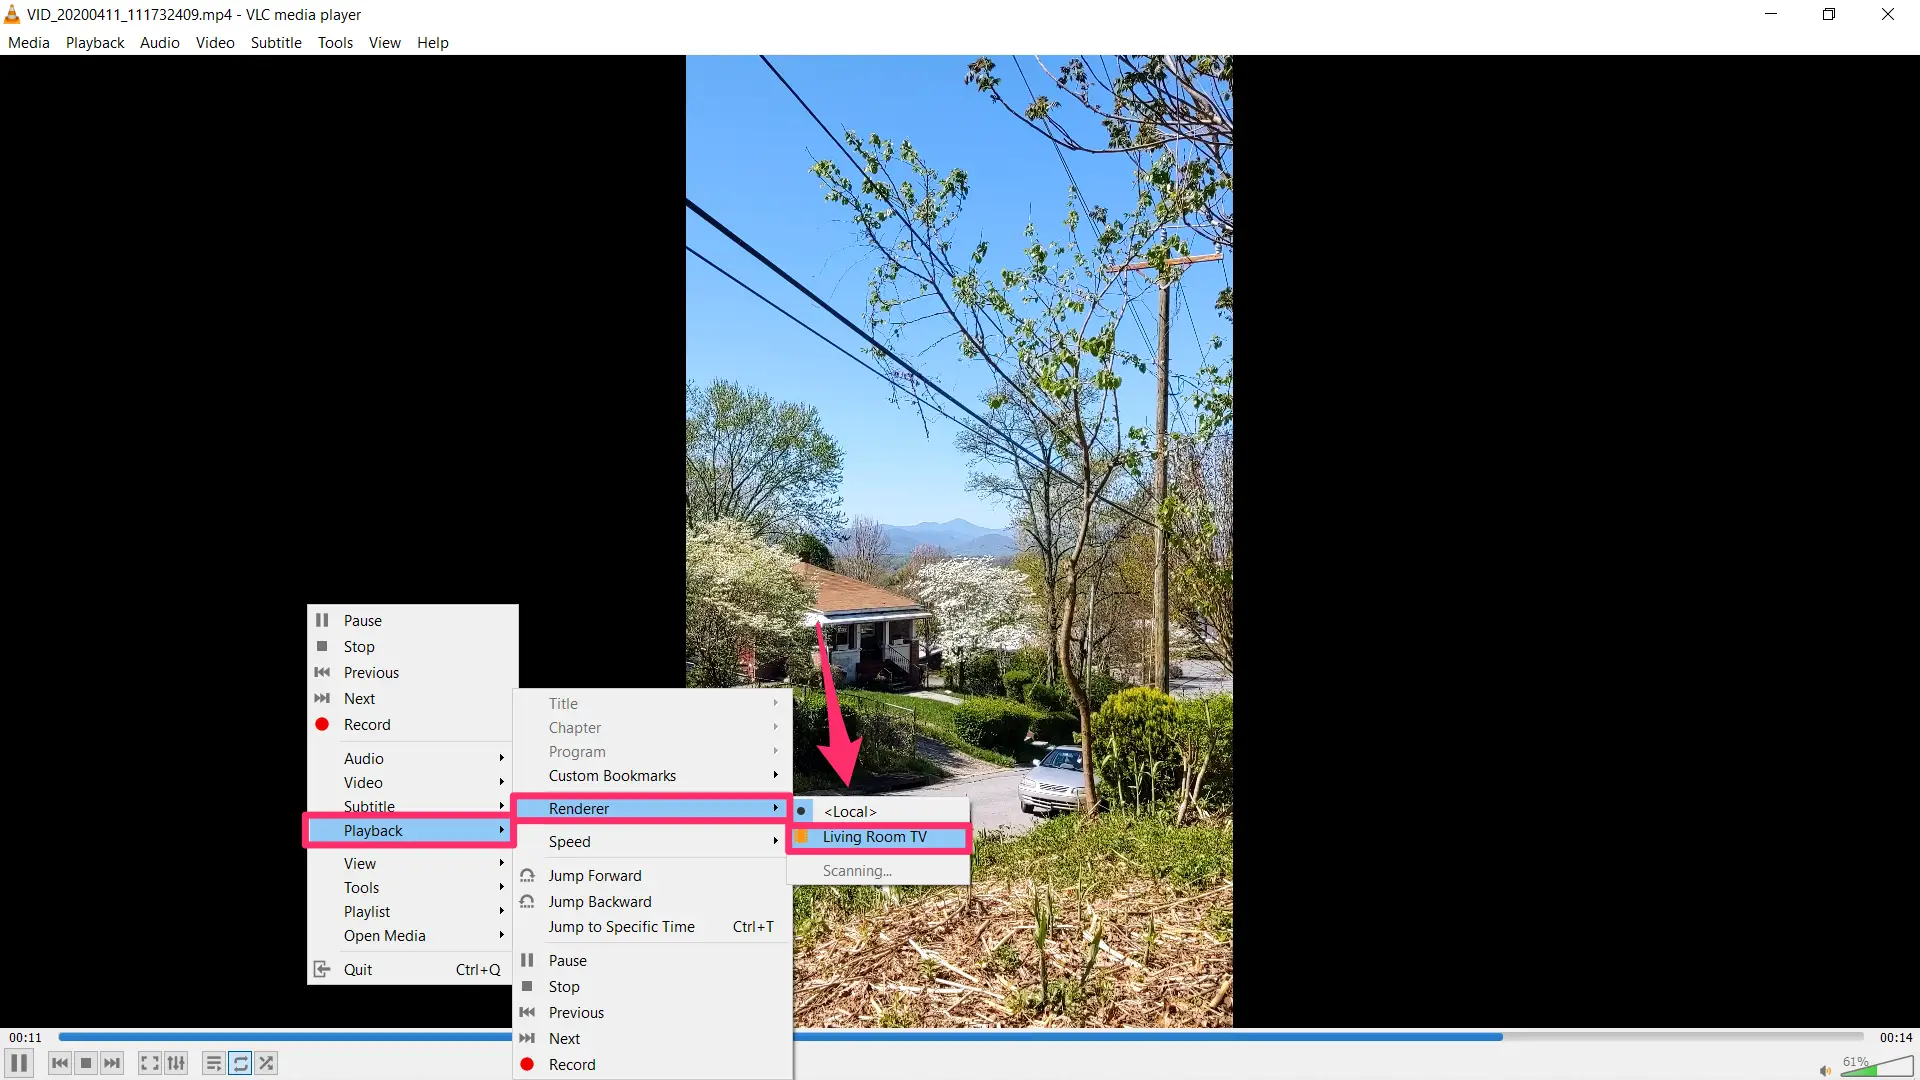 VID_20200411_111732409.mp4 - VLC media player
Media Playback Audio Video Subtitle Tools View Help
Pause
Stop
Previous
Next
Record
Audio
Video
Subtitle
Playback
View
Tools
Playlist
Open Media
Quit Ctrl+Q
Title
Chapter
Program
Custom Bookmarks
Renderer
Speed
Jump Forward
Jump Backward
Jump to Specific Time Ctrl+T
Pause
Stop
Previous
Next
Record
<Local>
Living Room TV
Scanning...
00:11 00:14
61%